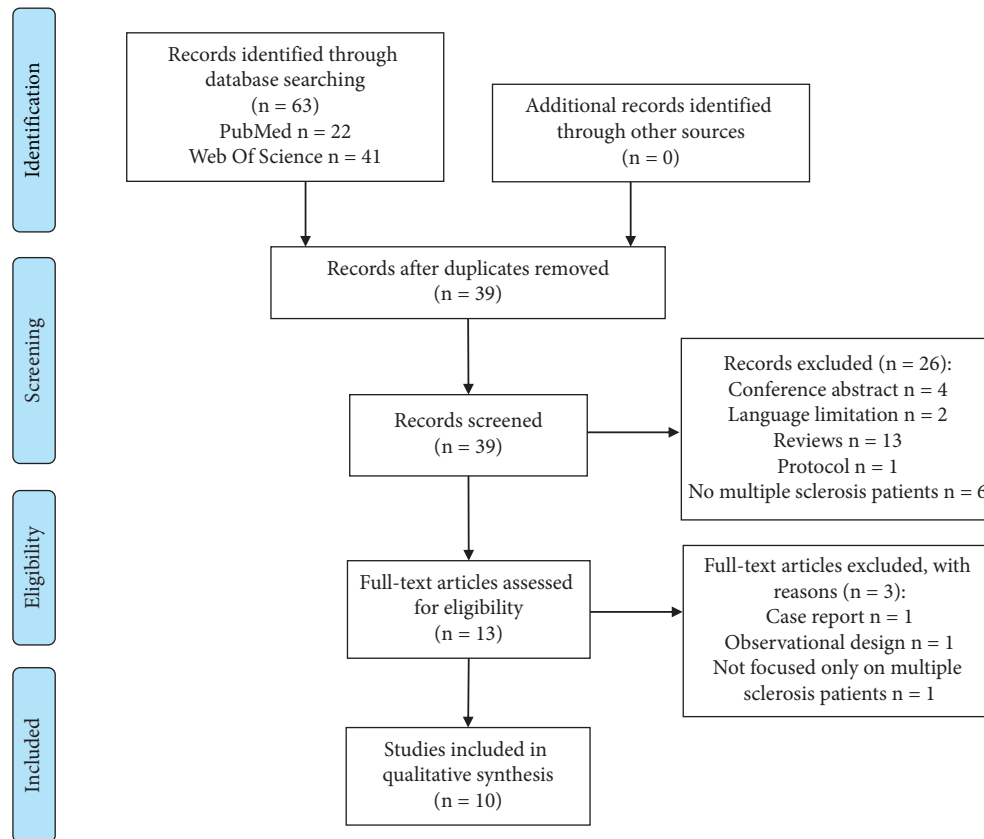 Identification
Records identified through
database searching
(n = 63)
PubMed n = 22
Web Of Science n = 41
Additional records identified
through other sources
(n = 0)
Screening
Records after duplicates removed
(n = 39)
Records screened
(n = 39)
Records excluded (n = 26):
Conference abstract n = 4
Language limitation n = 2
Reviews n = 13
Protocol n = 1
No multiple sclerosis patients n = 6
Eligibility
Full-text articles assessed
for eligibility
(n = 13)
Full-text articles excluded, with
reasons (n = 3):
Case report n = 1
Observational design n = 1
Not focused only on multiple
sclerosis patients n = 1
Included
Studies included in
qualitative synthesis
(n = 10)